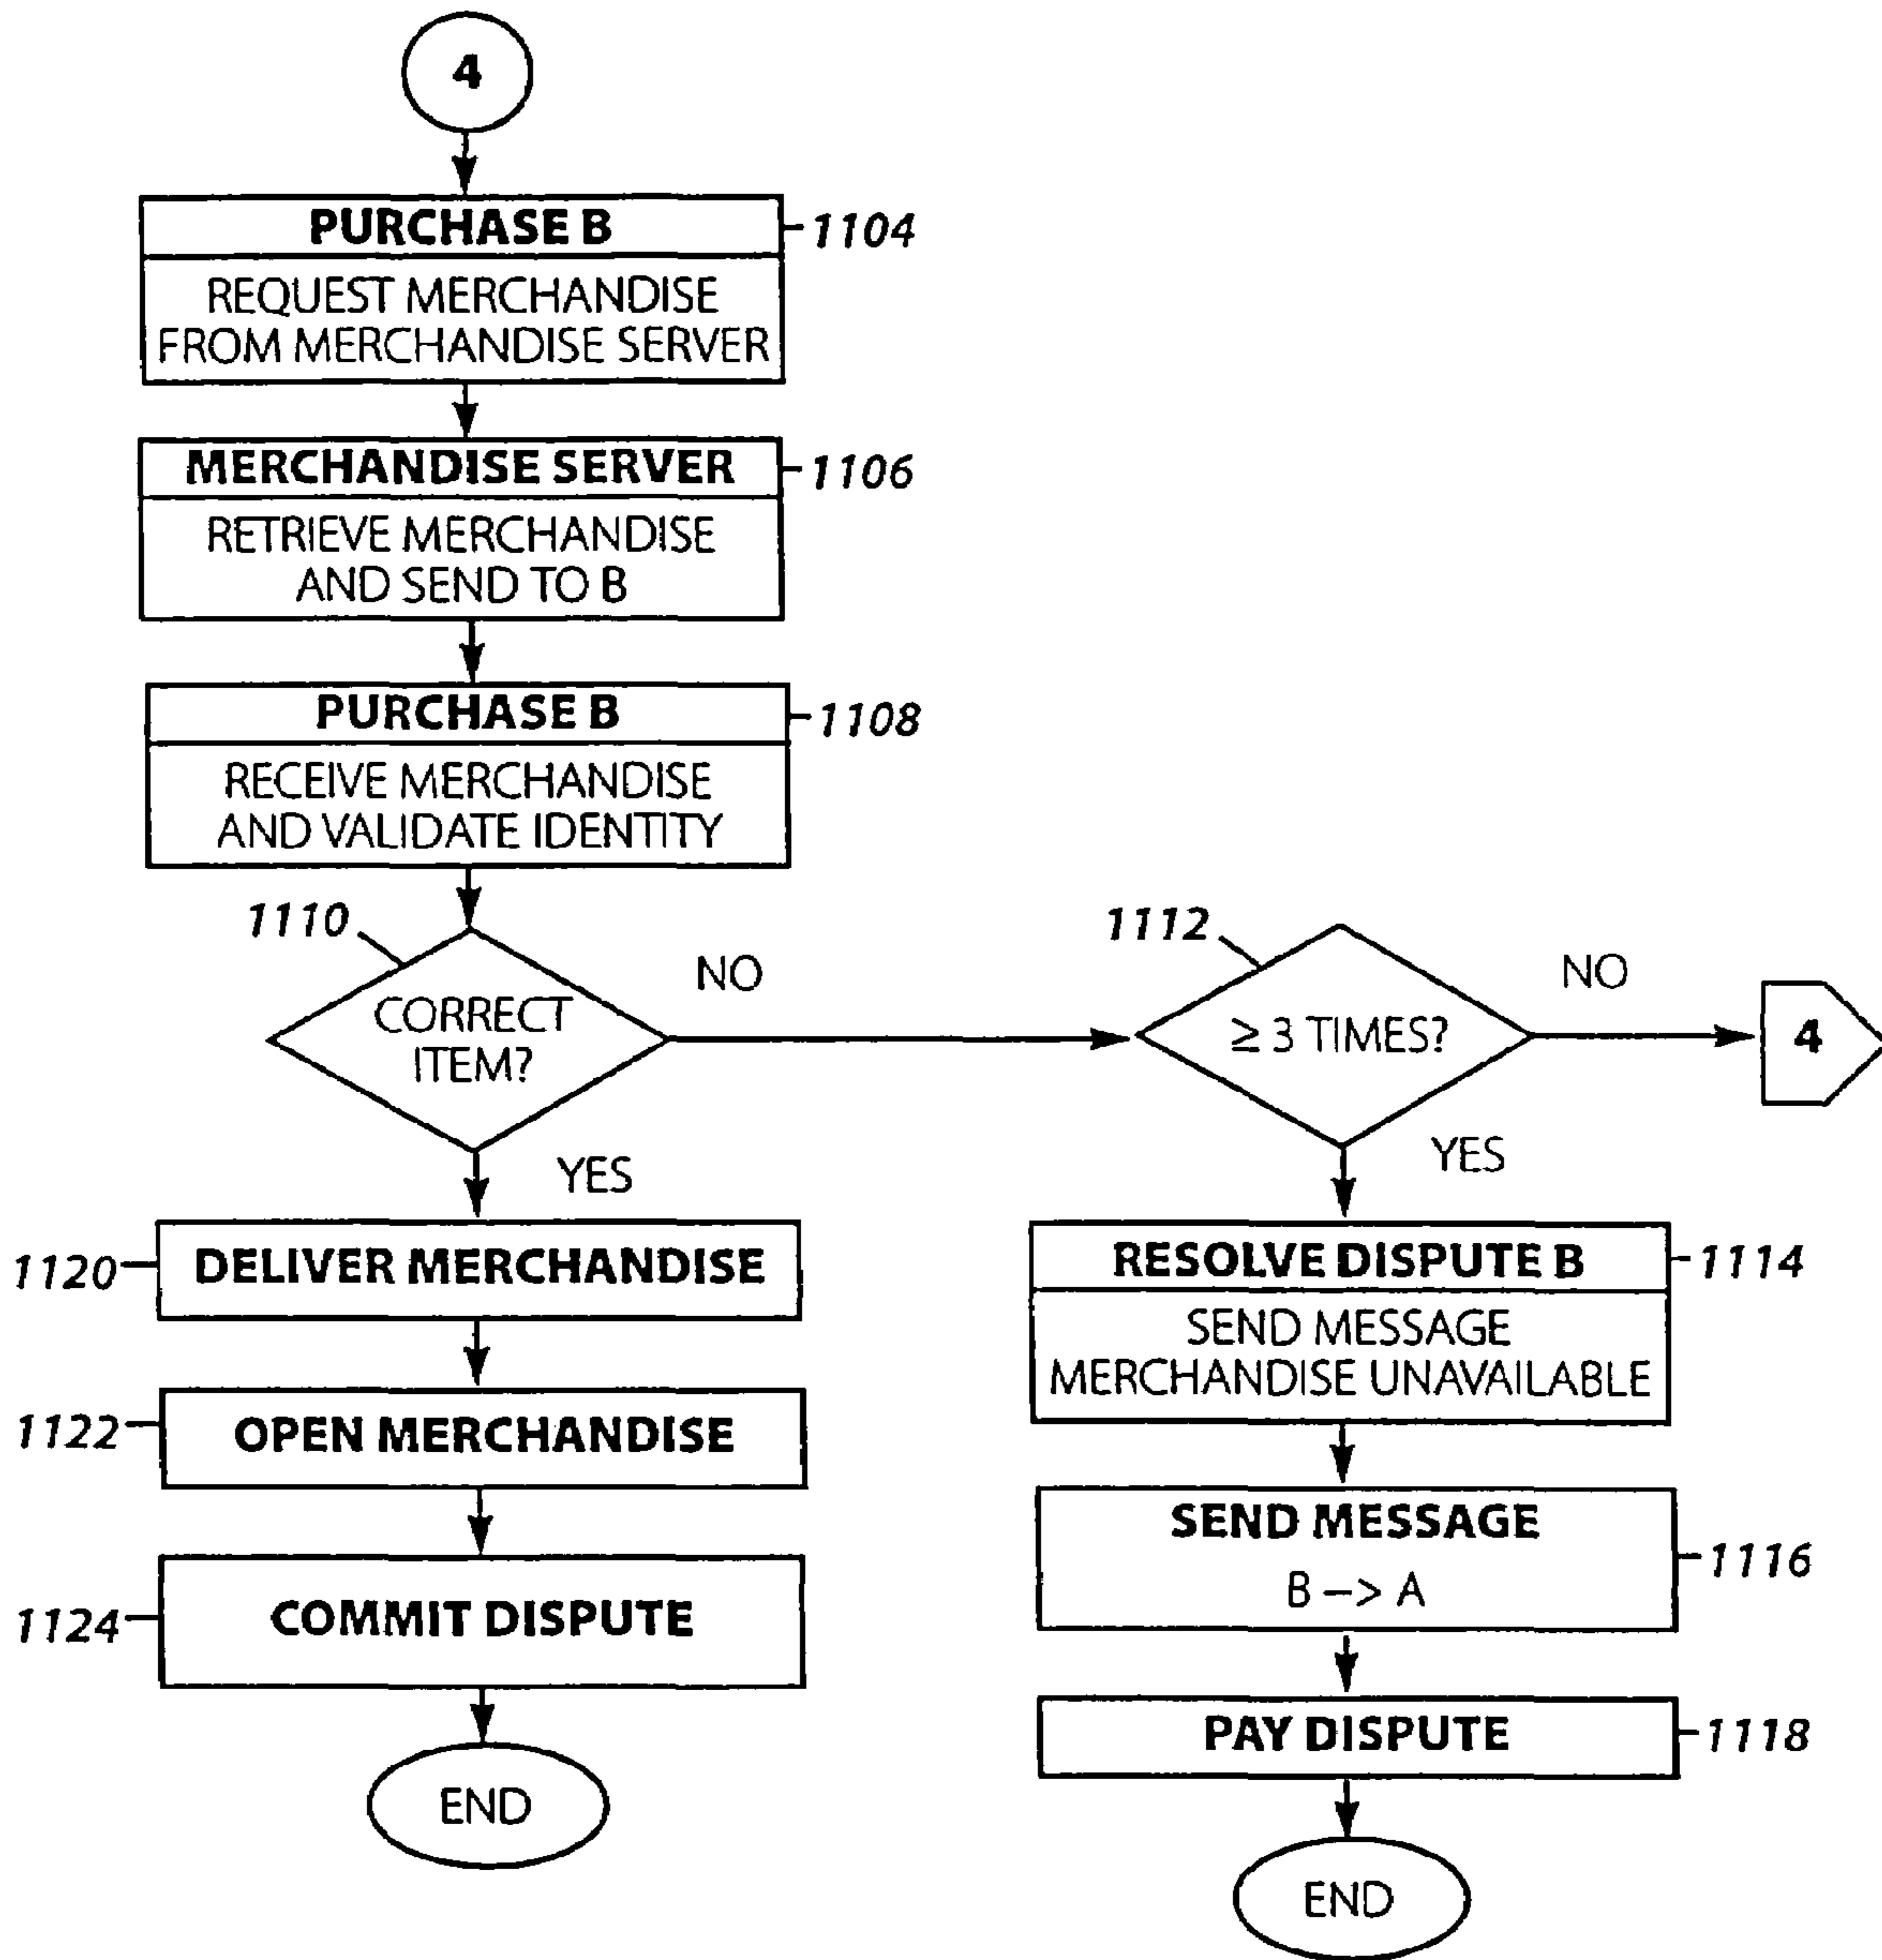 4
PURCHASE B
1104
REQUEST MERCHANDISE
FROM MERCHANDISE SERVER
MERCHANDISE SERVER
1106
RETRIEVE MERCHANDISE
AND SEND TO B
PURCHASE B
1108
RECEIVE MERCHANDISE
AND VALIDATE IDENTITY
1110
CORRECT
ITEM?
NO
1112
≥ 3 TIMES?
NO
4
YES
YES
1120
DELIVER MERCHANDISE
1122
OPEN MERCHANDISE
1124
COMMIT DISPUTE
END
RESOLVE DISPUTE B
1114
SEND MESSAGE
MERCHANDISE UNAVAILABLE
SEND MESSAGE
1116
B –> A
PAY DISPUTE
1118
END